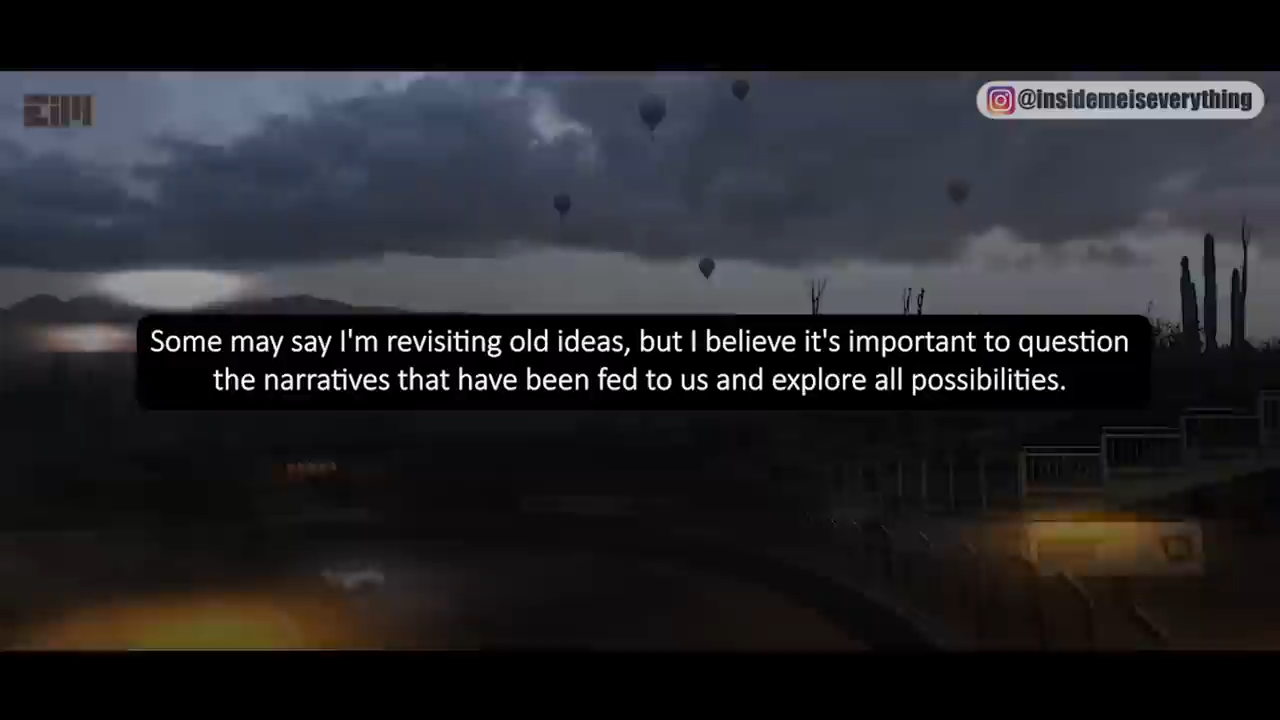 @insidemeiseverything
Some may say I'm revisiting old ideas, but I believe it's important to question
the narratives that have been fed to us and explore all possibilities.